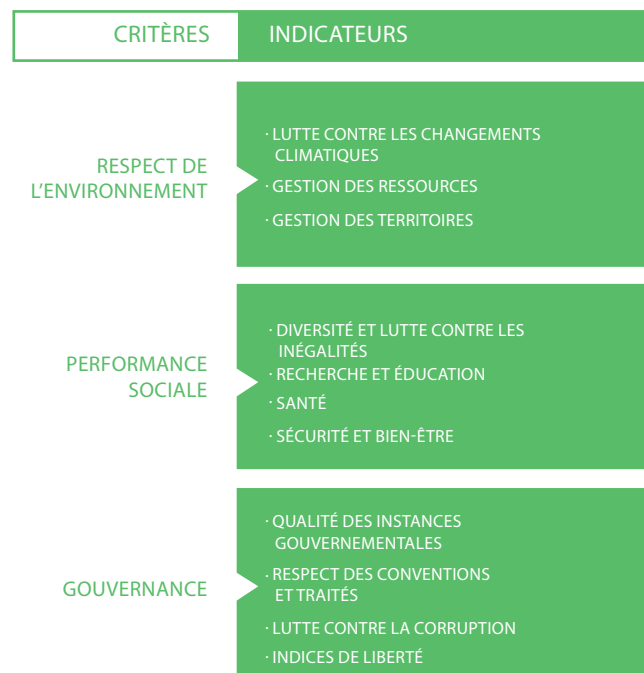 CRITÈRES INDICATEURS
RESPECT DE
L'ENVIRONNEMENT
· LUTTE CONTRE LES CHANGEMENTS
CLIMATIQUES
· GESTION DES RESSOURCES
· GESTION DES TERRITOIRES
PERFORMANCE
SOCIALE
· DIVERSITÉ ET LUTTE CONTRE LES
INÉGALITÉS
· RECHERCHE ET ÉDUCATION
· SANTÉ
· SÉCURITÉ ET BIEN-ÊTRE
GOUVERNANCE
· QUALITÉ DES INSTANCES
GOUVERNEMENTALES
· RESPECT DES CONVENTIONS
ET TRAITÉS
· LUTTE CONTRE LA CORRUPTION
· INDICES DE LIBERTÉ